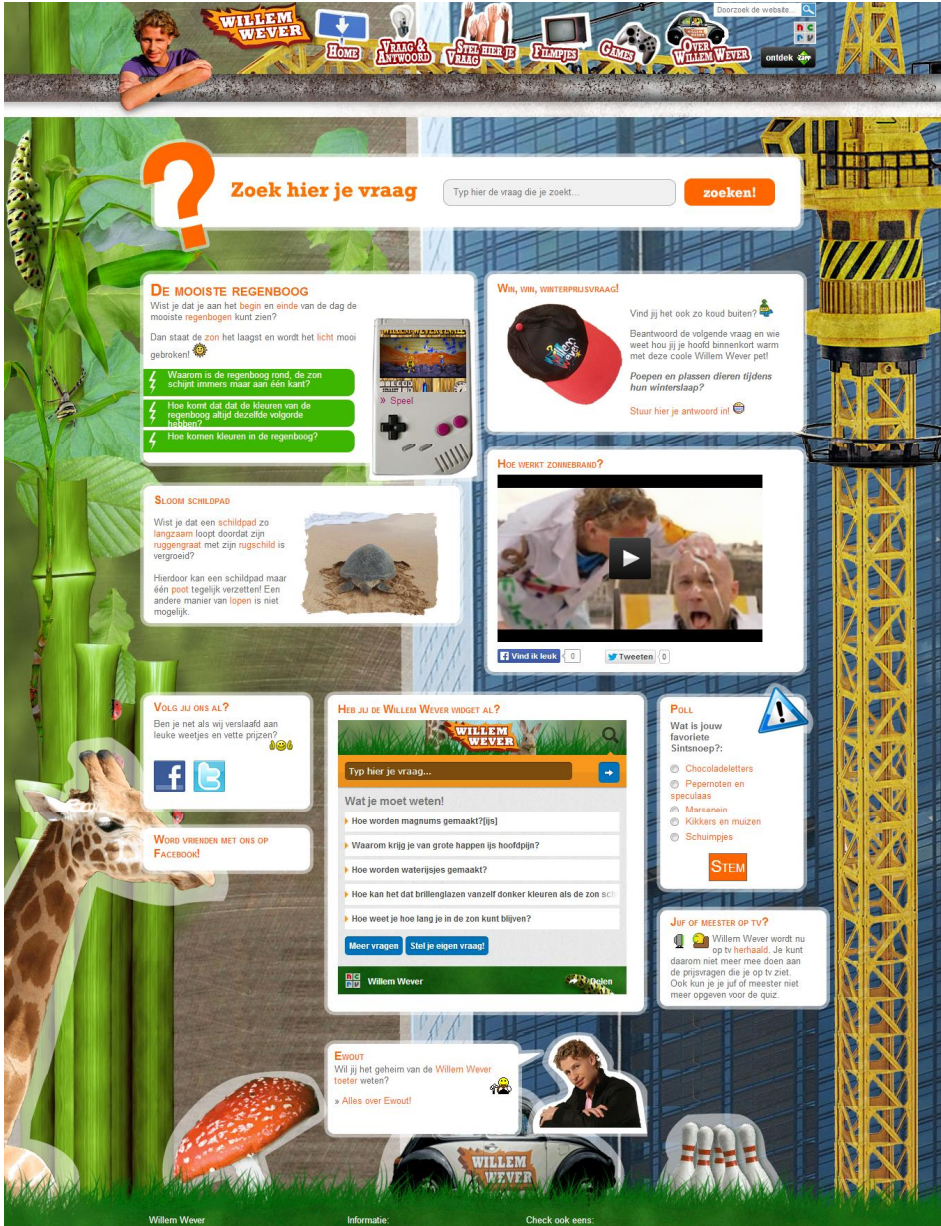 WILLEM
WEVER
HOME
VRAAG &
ANTWOORD
STEL HIER JE
VRAAG
FILMPJES
GAMES
OVER
WILLEM WEVER
Doorzoek de website...
NCRV
ontdek Zapp
?
Zoek hier je vraag
Typ hier de vraag die je zoekt...
zoeken!
DE MOOISTE REGENBOOG
Wist je dat je aan het begin en einde van de dag de
mooiste regenbogen kunt zien?
Dan staat de zon het laagst en wordt het licht mooi
gebroken!
Waarom is de regenboog rond, de zon
schijnt immers maar aan één kant?
Hoe komt dat dat de kleuren van de
regenboog altijd dezelfde volgorde
hebben?
Hoe komen kleuren in de regenboog?
» Speel
WIN, WIN, WINTERPRIJSVRAAG!
Vind jij het ook zo koud buiten?
Beantwoord de volgende vraag en wie
weet hou jij je hoofd binnenkort warm
met deze coole Willem Wever pet!
Poepen en plassen dieren tijdens
hun winterslaap?
Stuur hier je antwoord in!
HOE WERKT ZONNEBRAND?
Vind ik leuk 0
Tweeten 0
SLOOM SCHILDPAD
Wist je dat een schildpad zo
langzaam loopt doordat zijn
ruggengraat met zijn rugschild is
vergroeid?
Hierdoor kan een schildpad maar
één poot tegelijk verzetten! Een
andere manier van lopen is niet
mogelijk.
VOLG JIJ ONS AL?
Ben je net als wij verslaafd aan
leuke weetjes en vette prijzen?
WORD VRIENDEN MET ONS OP
FACEBOOK!
HEB JIJ DE WILLEM WEVER WIDGET AL?
WILLEM
WEVER
Typ hier je vraag...
Wat je moet weten!
Hoe worden magnums gemaakt?[ijs]
Waarom krijg je van grote happen ijs hoofdpijn?
Hoe worden waterijsjes gemaakt?
Hoe kan het dat brillenglazen vanzelf donker kleuren als de zon sch
Hoe weet je hoe lang je in de zon kunt blijven?
Meer vragen
Stel je eigen vraag!
NCRV
Willem Wever
Delen
POLL
Wat is jouw
favoriete
Sintsnoep?:
Chocoladeletters
Pepernoten en
speculaas
Marsepein
Kikkers en muizen
Schuimpjes
STEM
JUF OF MEESTER OP TV?
Willem Wever wordt nu
op tv herhaald. Je kunt
daarom niet meer mee doen aan
de prijsvragen die je op tv ziet.
Ook kun je je juf of meester niet
meer opgeven voor de quiz.
EWOUT
Wil jij het geheim van de Willem Wever
toeter weten?
» Alles over Ewout!
WILLEM
WEVER
Willem Wever
Informatie:
Check ook eens: